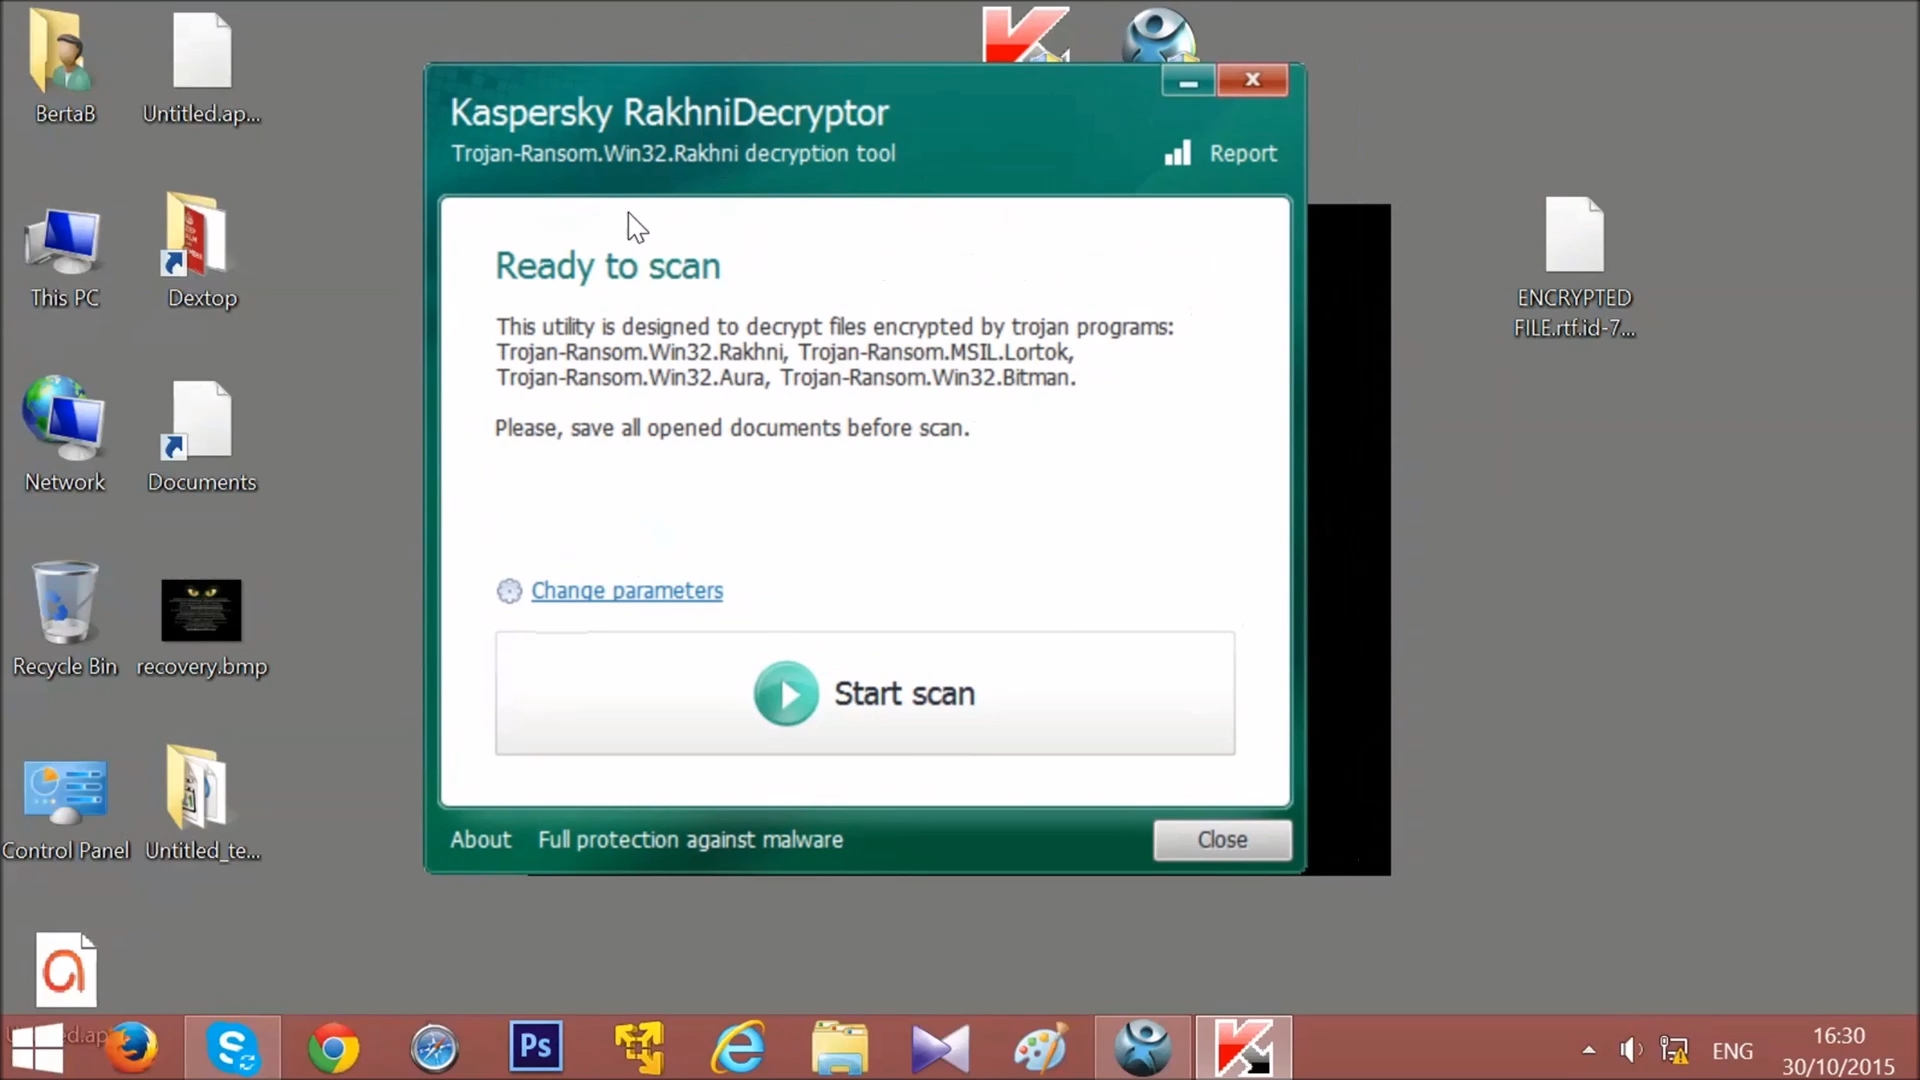 BertaB
Untitled.ap...
Kaspersky RakhniDecryptor
Trojan-Ransom.Win32.Rakhni decryption tool
Report
Ready to scan
This utility is designed to decrypt files encrypted by trojan programs:
Trojan-Ransom.Win32.Rakhni, Trojan-Ransom.MSIL.Lortok,
Trojan-Ransom.Win32.Aura, Trojan-Ransom.Win32.Bitman.
Please, save all opened documents before scan.
Change parameters
Start scan
About
Full protection against malware
Close
This PC
Dextop
ENCRYPTED
FILE.rtf.id-7...
Network
Documents
Recycle Bin
recovery.bmp
Control Panel
Untitled_te...
Ps
ENG
16:30
30/10/2015